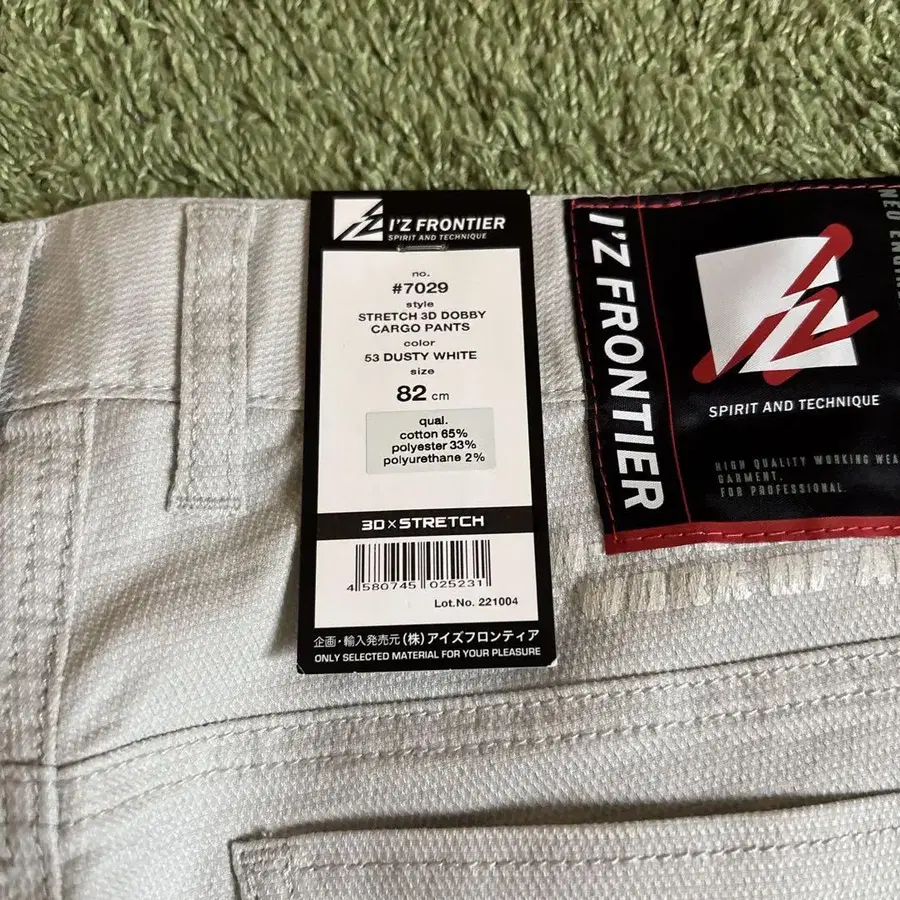 I'Z FRONTIER
SPIRIT AND TECHNIQUE
no.
#7029
style
STRETCH 3D DOBBY
CARGO PANTS
color
53 DUSTY WHITE
size
82 cm
qual.
cotton 65%
polyester 33%
polyurethane 2%
3D×STRETCH
4 580745 025231
Lot.No. 221004
企画・輸入発売元 (株)アイズフロンティア
ONLY SELECTED MATERIAL FOR YOUR PLEASURE
I'Z FRONTIER
I'Z
SPIRIT AND TECHNIQUE
HIGH QUALITY WORKING WEA
GARMENT.
FOR PROFESSIONAL.
NEO